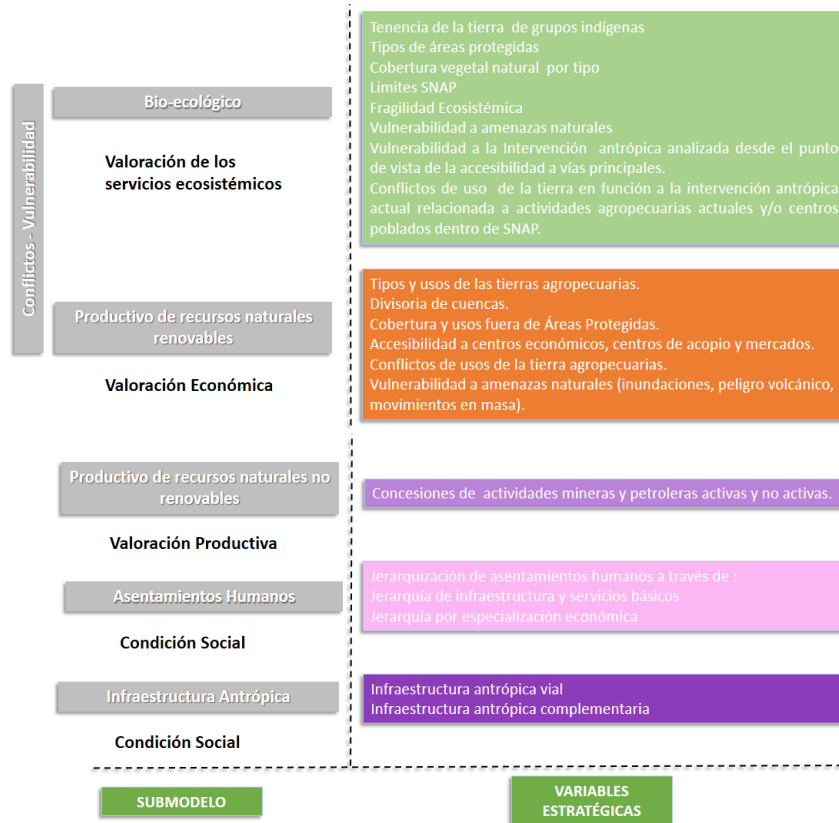 Conflictos - Vulnerabilidad
Bio-ecológico
Valoración de los
servicios ecosistémicos
Tenencia de la tierra de grupos indígenas
Tipos de áreas protegidas
Cobertura vegetal natural por tipo
Limites SNAP
Fragilidad Ecosistémica
Vulnerabilidad a amenazas naturales
Vulnerabilidad a la Intervención antrópica analizada desde el punto
de vista de la accesibilidad a vías principales.
Conflictos de uso de la tierra en función a la intervención antrópica
actual relacionada a actividades agropecuarias actuales y/o centros
poblados dentro de SNAP.
Productivo de recursos naturales
renovables
Valoración Económica
Tipos y usos de las tierras agropecuarias.
Divisoria de cuencas.
Cobertura y usos fuera de Áreas Protegidas.
Accesibilidad a centros económicos, centros de acopio y mercados.
Conflictos de usos de la tierra agropecuarias.
Vulnerabilidad a amenazas naturales (inundaciones, peligro volcánico,
movimientos en masa).
Productivo de recursos naturales no
renovables
Valoración Productiva
Concesiones de actividades mineras y petroleras activas y no activas.
Asentamientos Humanos
Condición Social
Jerarquización de asentamientos humanos a través de :
Jerarquía de infraestructura y servicios básicos
Jerarquía por especialización económica
Infraestructura Antrópica
Condición Social
Infraestructura antrópica vial
Infraestructura antrópica complementaria
SUBMODELO
VARIABLES
ESTRATÉGICAS